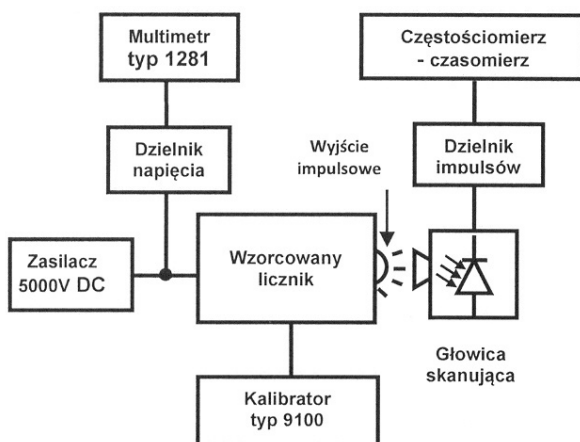 Multimetr
typ 1281
Częstościomierz
- czasomierz
Dzielnik
napięcia
Wyjście
impulsowe
Dzielnik
impulsów
Zasilacz
5000V DC
Wzorcowany
licznik
Głowica
skanująca
Kalibrator
typ 9100